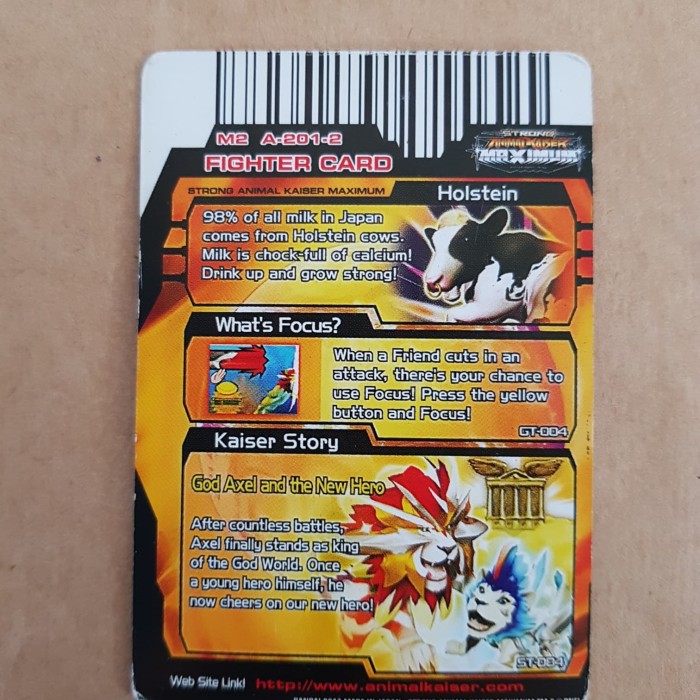 M2 A-201-2
FIGHTER CARD
STRONG
ANIMAL KAISER
MAXIMUM
STRONG ANIMAL KAISER MAXIMUM
Holstein
98% of all milk in Japan
comes from Holstein cows.
Milk is chock-full of calcium!
Drink up and grow strong!
What's Focus?
When a Friend cuts in an
attack, there's your chance to
use Focus! Press the yellow
button and Focus!
GT-004
Kaiser Story
God Axel and the New Hero
After countless battles,
Axel finally stands as king
of the God World. Once
a young hero himself, he
now cheers on our new hero!
ST-004
Web Site Link! http://www.animalkaiser.com